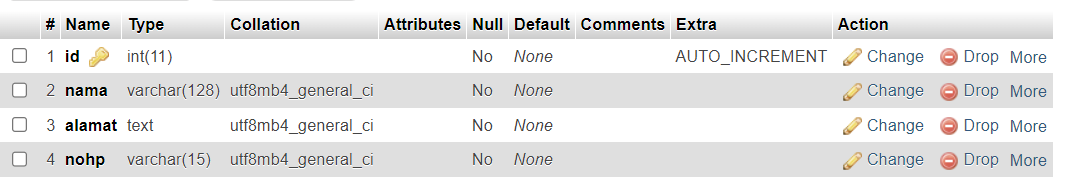 # Name Type Collation Attributes Null Default Comments Extra Action
1 id int(11) No None AUTO_INCREMENT Change Drop More
2 nama varchar(128) utf8mb4_general_ci No None Change Drop More
3 alamat text utf8mb4_general_ci No None Change Drop More
4 nohp varchar(15) utf8mb4_general_ci No None Change Drop More